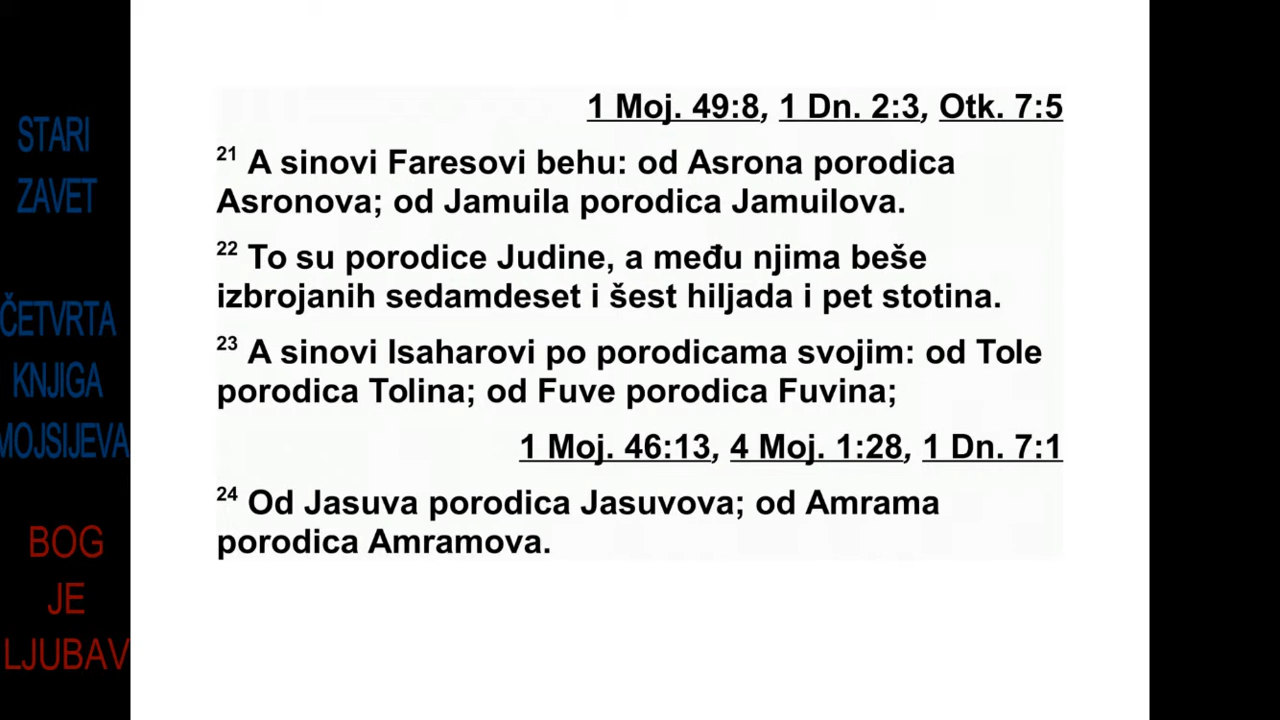 STARI
ZAVET
ČETVRTA
KNJIGA
MOJSIJEVA
BOG
JE
LJUBAV
1 Moj. 49:8, 1 Dn. 2:3, Otk. 7:5
21 A sinovi Faresovi behu: od Asrona porodica
Asronova; od Jamuila porodica Jamuilova.
22 To su porodice Judine, a među njima beše
izbrojanih sedamdeset i šest hiljada i pet stotina.
23 A sinovi Isaharovi po porodicama svojim: od Tole
porodica Tolina; od Fuve porodica Fuvina;
1 Moj. 46:13, 4 Moj. 1:28, 1 Dn. 7:1
24 Od Jasuva porodica Jasuvova; od Amrama
porodica Amramova.